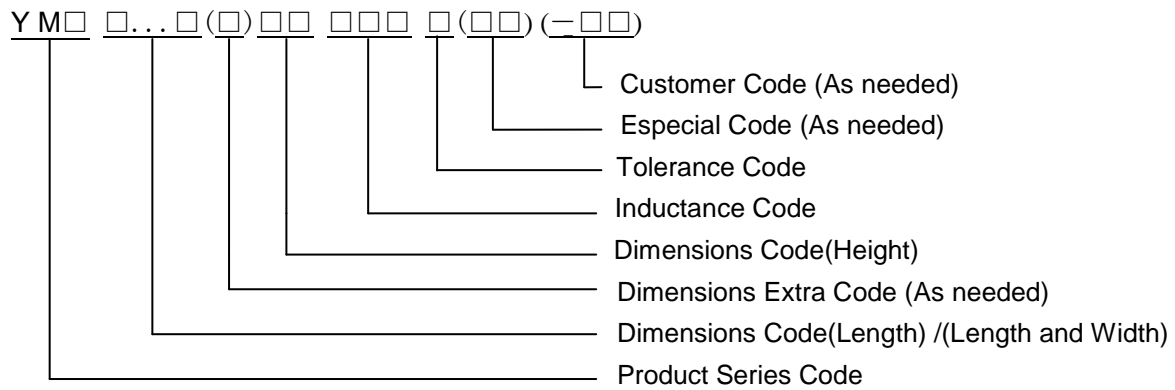 Y M□ □...□(□)□□ □□□ □(□□)(-□□)
Customer Code (As needed)
Especial Code (As needed)
Tolerance Code
Inductance Code
Dimensions Code(Height)
Dimensions Extra Code (As needed)
Dimensions Code(Length) /(Length and Width)
Product Series Code